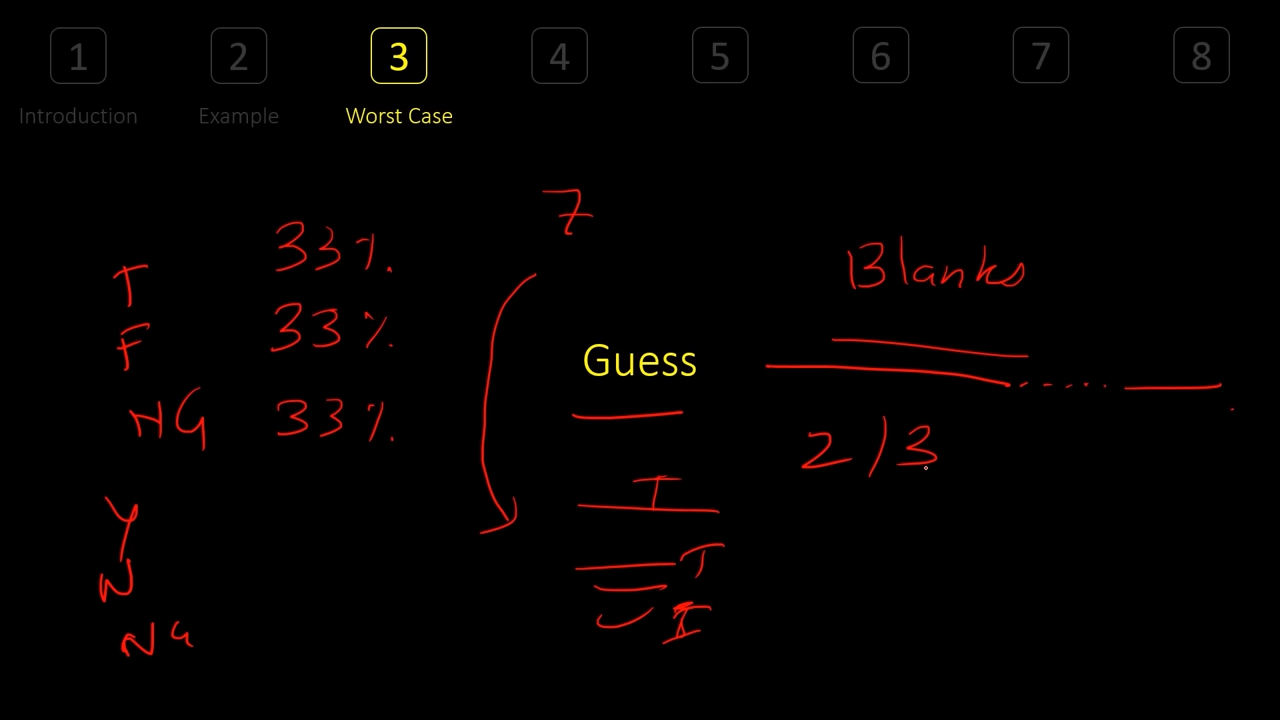 1 2 3 4 5 6 7 8
Introduction Example Worst Case
7
T 33%.
F 33%.
NG 33%.
Blanks
Guess
2/3
T
T
Y
N
NG
I